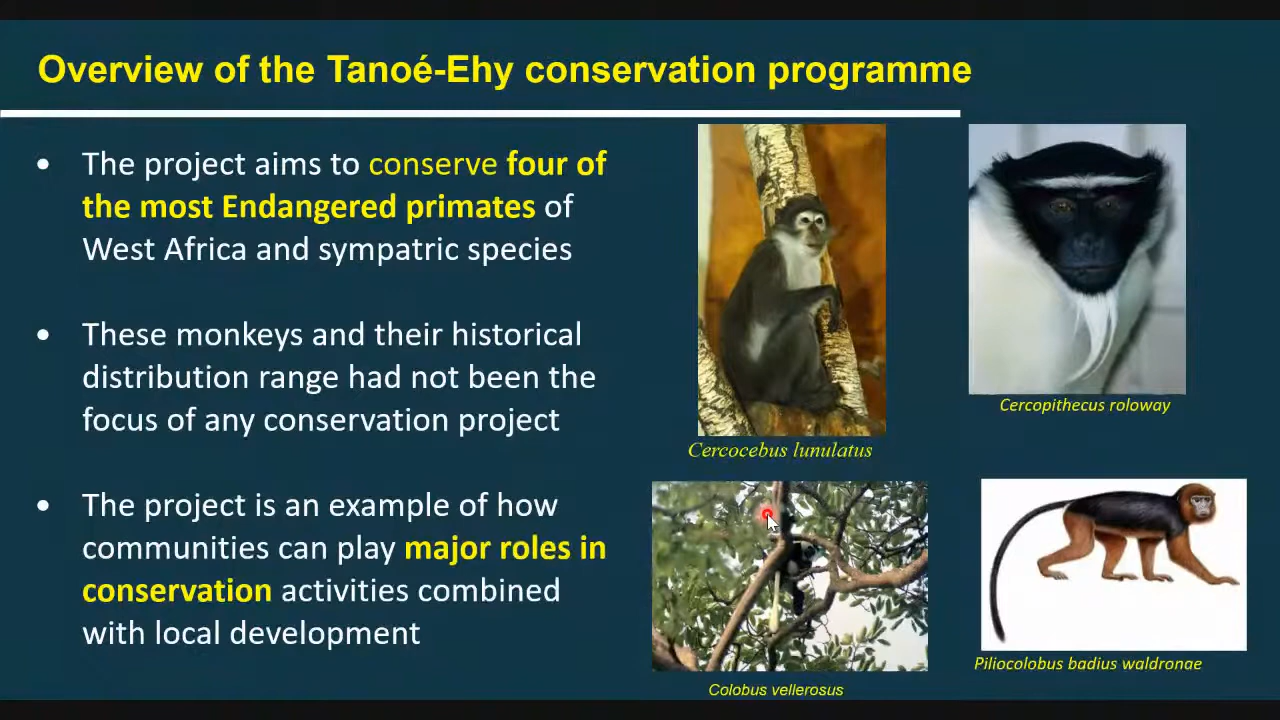 Overview of the Tanoé-Ehy conservation programme
• The project aims to conserve four of
the most Endangered primates of
West Africa and sympatric species
• These monkeys and their historical
distribution range had not been the
focus of any conservation project
• The project is an example of how
communities can play major roles in
conservation activities combined
with local development
Cercocebus lunulatus
Cercopithecus roloway
Colobus vellerosus
Piliocolobus badius waldronae